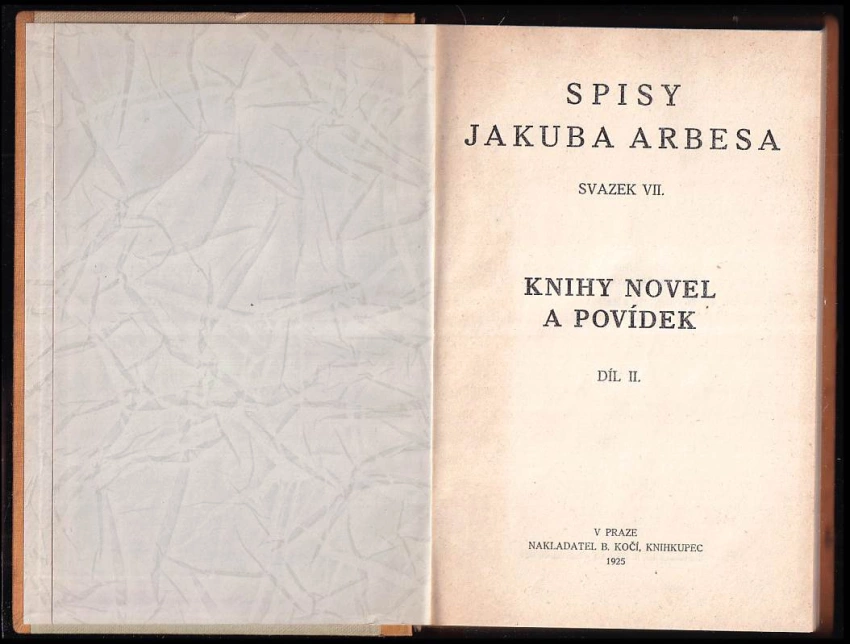 SPISY
JAKUBA ARBESA
SVAZEK VII.
KNIHY NOVEL
A POVÍDEK
DÍL II.
V PRAZE
NAKLADATEL B. KOČÍ, KNIHKUPEC
1925